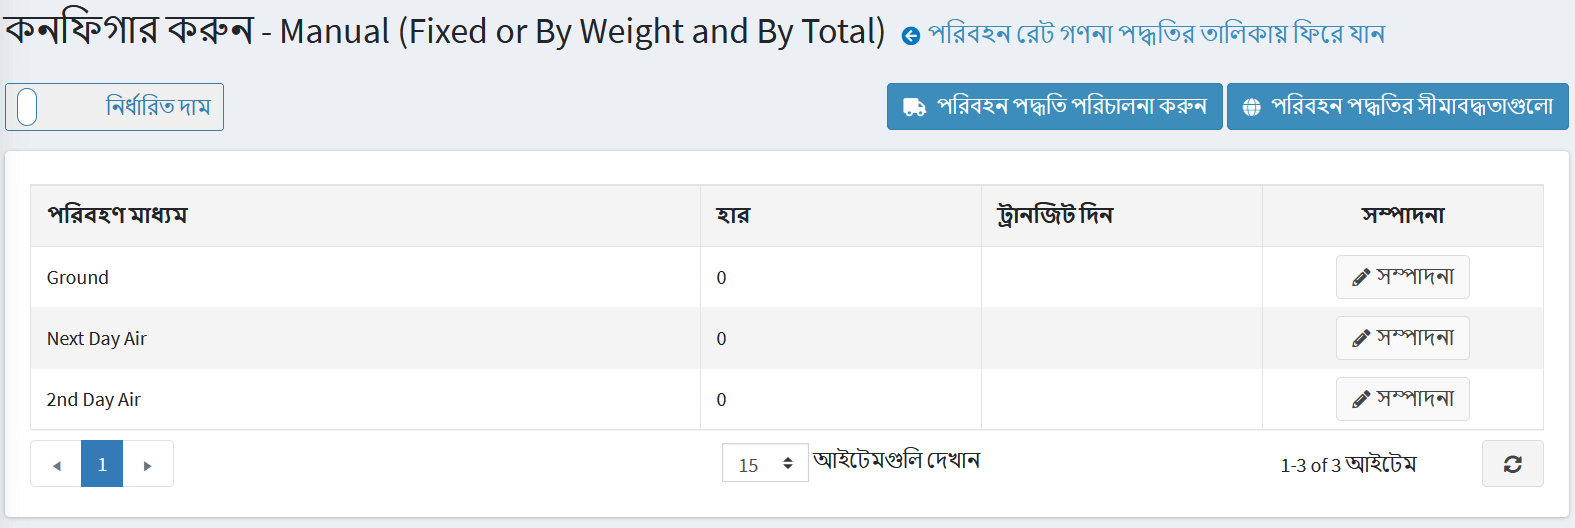 কনফিগার করুন - Manual (Fixed or By Weight and By Total) পরিবহন রেট গণনা পদ্ধতির তালিকায় ফিরে যান
নির্ধারিত দাম পরিবহন পদ্ধতি পরিচালনা করুন পরিবহন পদ্ধতির সীমাবদ্ধতাগুলো
পরিবহণ মাধ্যম হার ট্রানজিট দিন সম্পাদনা
Ground 0 সম্পাদনা
Next Day Air 0 সম্পাদনা
2nd Day Air 0 সম্পাদনা
1 15 আইটেমগুলি দেখান 1-3 of 3 আইটেম